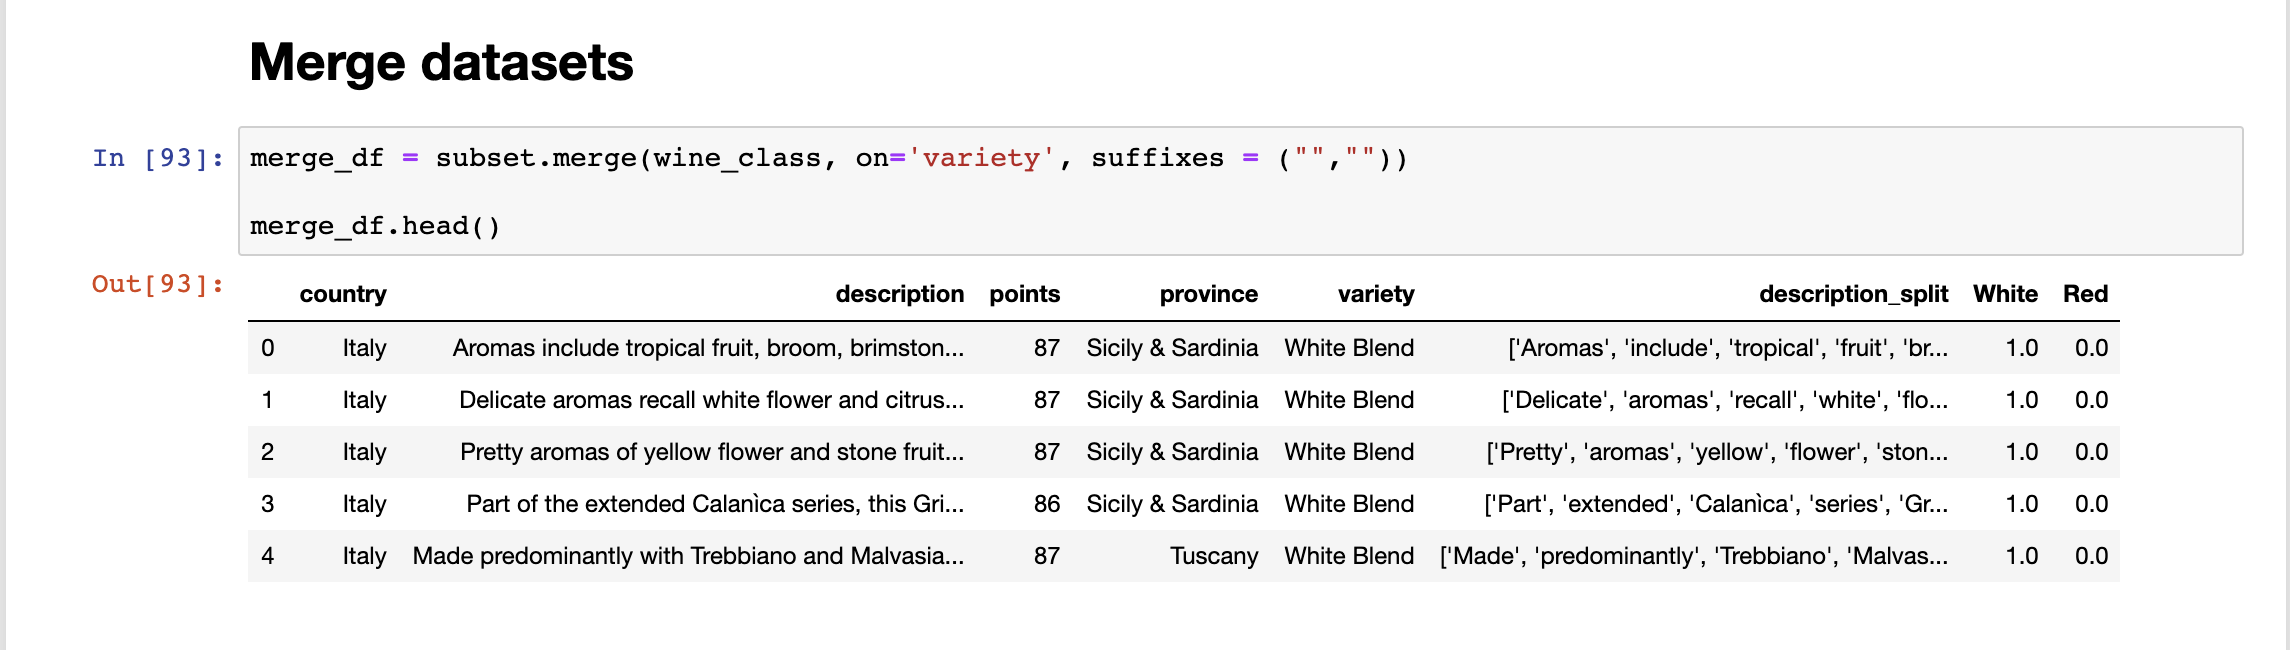 Merge datasets
In [93]: merge_df = subset.merge(wine_class, on='variety', suffixes = ("",""))
merge_df.head()
Out[93]:
country description points province variety description_split White Red
0 Italy Aromas include tropical fruit, broom, brimston... 87 Sicily & Sardinia White Blend ['Aromas', 'include', 'tropical', 'fruit', 'br... 1.0 0.0
1 Italy Delicate aromas recall white flower and citrus... 87 Sicily & Sardinia White Blend ['Delicate', 'aromas', 'recall', 'white', 'flo... 1.0 0.0
2 Italy Pretty aromas of yellow flower and stone fruit... 87 Sicily & Sardinia White Blend ['Pretty', 'aromas', 'yellow', 'flower', 'ston... 1.0 0.0
3 Italy Part of the extended Calanìca series, this Gri... 86 Sicily & Sardinia White Blend ['Part', 'extended', 'Calanìca', 'series', 'Gr... 1.0 0.0
4 Italy Made predominantly with Trebbiano and Malvasia... 87 Tuscany White Blend ['Made', 'predominantly', 'Trebbiano', 'Malvas... 1.0 0.0